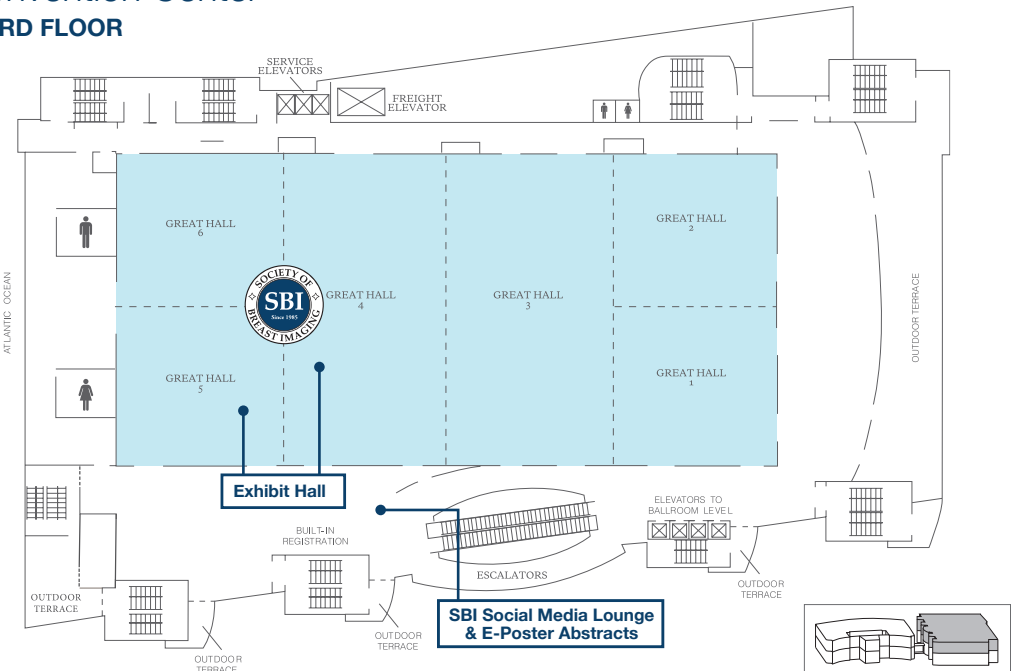 RD FLOOR
SERVICE
ELEVATORS
FREIGHT
ELEVATOR
GREAT HALL
6
GREAT HALL
2
SOCIETY OF
SBI
Since 1985
BREAST IMAGING
GREAT HALL
4
GREAT HALL
3
ATLANTIC OCEAN
OUTDOOR TERRACE
GREAT HALL
5
GREAT HALL
1
Exhibit Hall
ELEVATORS TO
BALLROOM LEVEL
BUILT-IN
REGISTRATION
ESCALATORS
OUTDOOR
TERRACE
OUTDOOR
TERRACE
SBI Social Media Lounge
& E-Poster Abstracts
OUTDOOR
TERRACE
OUTDOOR
TERRACE